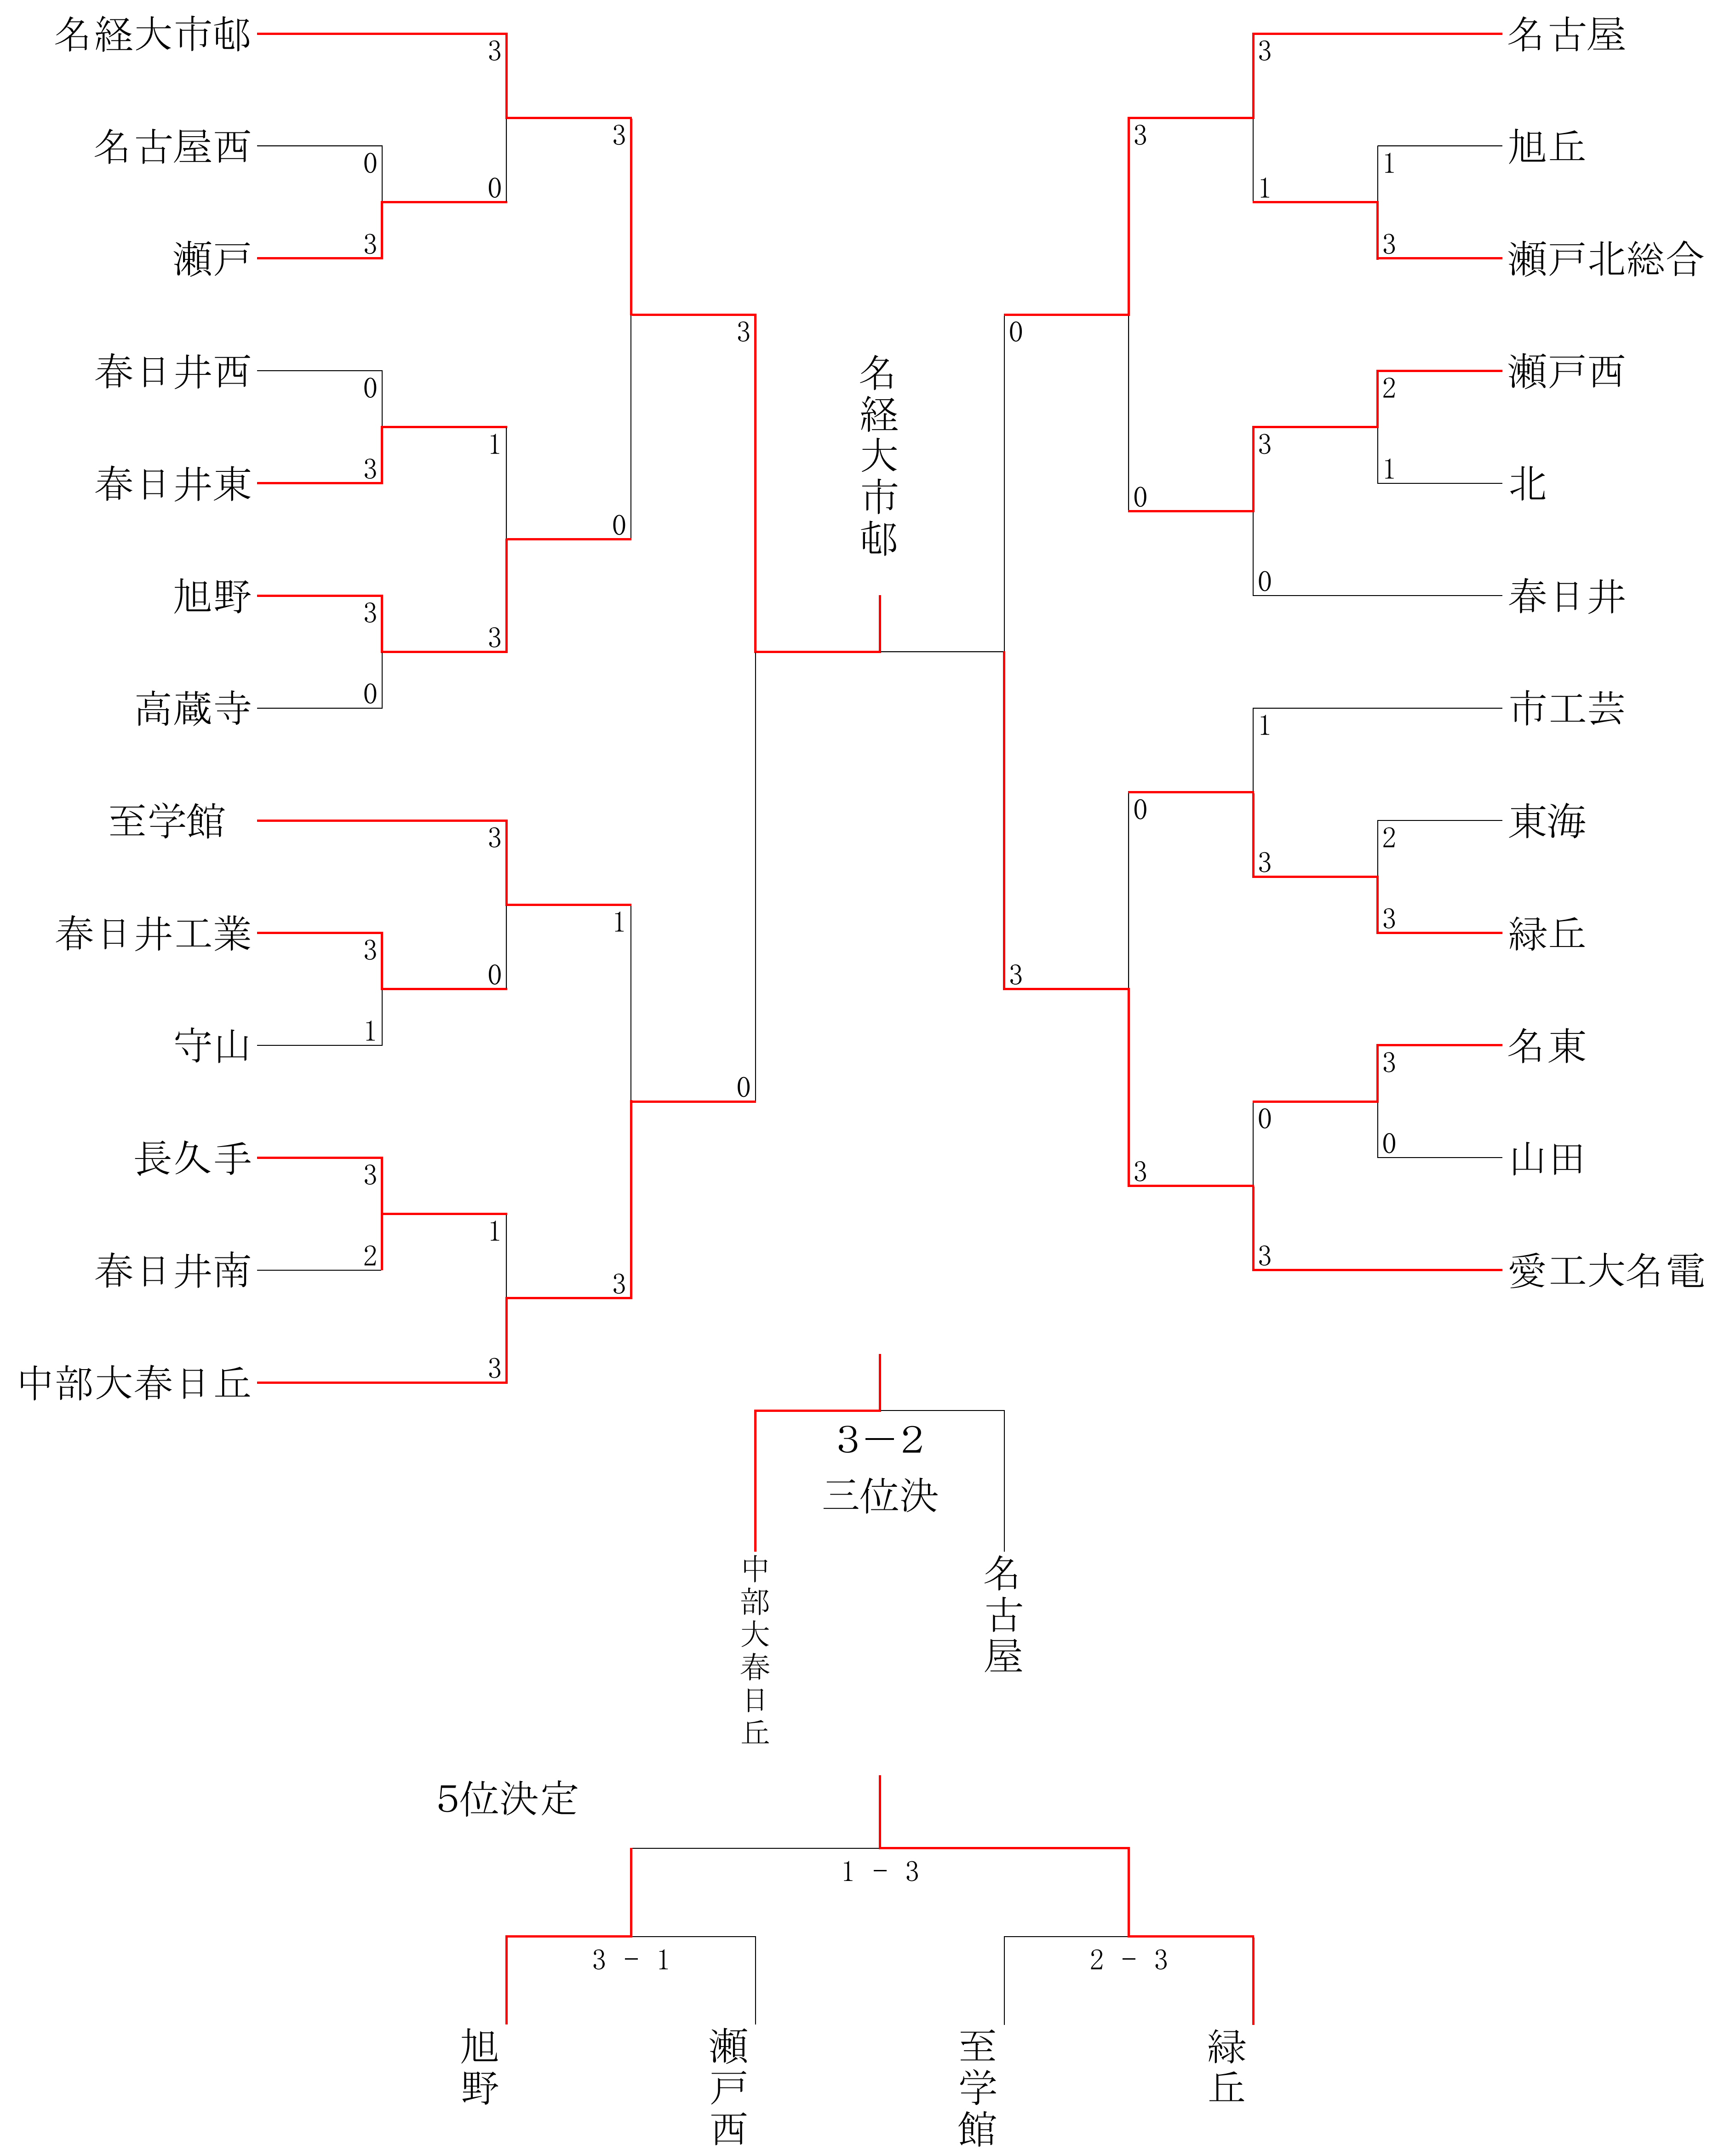 名経大市邨
名古屋西
瀬戸
春日井西
春日井東
旭野
高蔵寺
至学館
春日井工業
守山
長久手
春日井南
中部大春日丘
3
0
3
0
0
3
3
0
3
1
3
2
3
0
1
3
3
0
1
3
3
0
1
3
3
0
名経大市邨
0
3
3
0
0
3
3
1
3
0
1
3
0
3
1
3
2
1
2
3
3
0
名古屋
旭丘
瀬戸北総合
瀬戸西
北
春日井
市工芸
東海
緑丘
名東
山田
愛工大名電
3－2
三位決
中部大春日丘
名古屋
5位決定
1 － 3
3 － 1
2 － 3
旭野
瀬戸西
至学館
緑丘